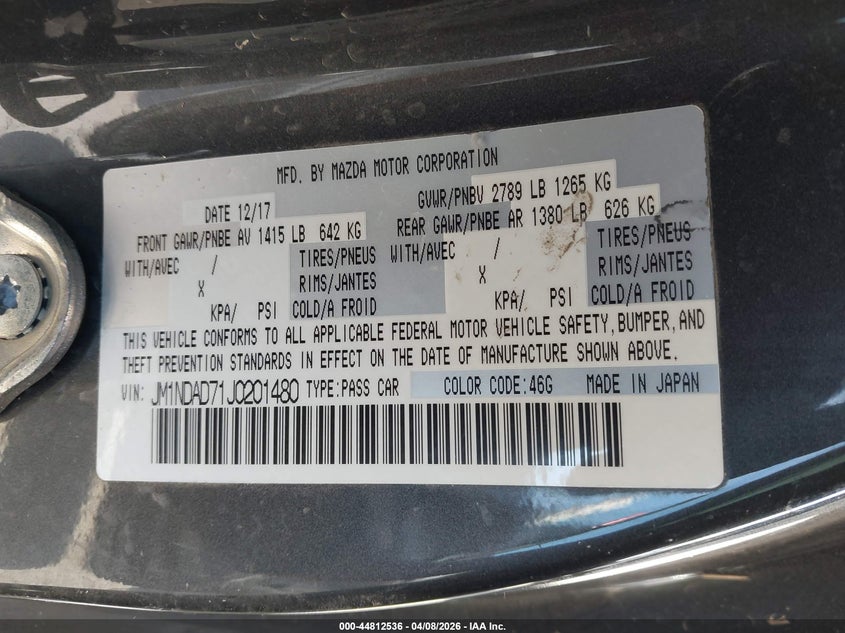 MFD. BY MAZDA MOTOR CORPORATION
DATE 12/17 GVWR/PNBV 2789 LB 1265 KG
FRONT GAWR/PNBE AV 1415 LB 642 KG REAR GAWR/PNBE AR 1380 LB 626 KG
WITH/AVEC / TIRES/PNEUS WITH/AVEC / TIRES/PNEUS
X RIMS/JANTES X RIMS/JANTES
KPA/ PSI COLD/A FROID KPA/ PSI COLD/A FROID
THIS VEHICLE CONFORMS TO ALL APPLICABLE FEDERAL MOTOR VEHICLE SAFETY, BUMPER, AND
THEFT PREVENTION STANDARDS IN EFFECT ON THE DATE OF MANUFACTURE SHOWN ABOVE.
VIN: JM1NDAD71J0201480 TYPE:PASS CAR COLOR CODE:46G MADE IN JAPAN
000-44812536 - 04/08/2026 - IAA Inc.